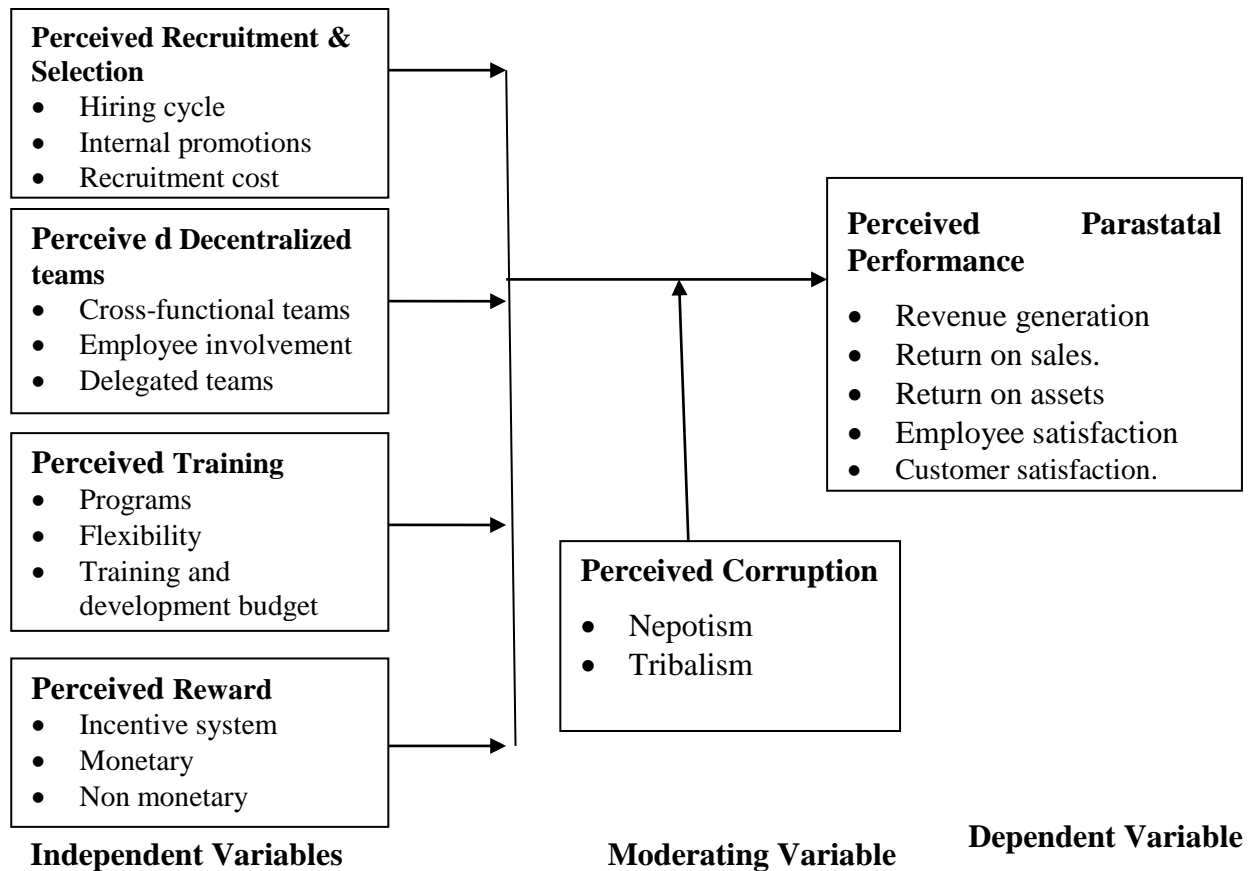 Perceived Recruitment &
Selection
• Hiring cycle
• Internal promotions
• Recruitment cost
Perceive d Decentralized
teams
• Cross-functional teams
• Employee involvement
• Delegated teams
Perceived Training
• Programs
• Flexibility
• Training and
development budget
Perceived Reward
• Incentive system
• Monetary
• Non monetary
Independent Variables
Perceived Corruption
• Nepotism
• Tribalism
Moderating Variable
Perceived Parastatal
Performance
• Revenue generation
• Return on sales.
• Return on assets
• Employee satisfaction
• Customer satisfaction.
Dependent Variable